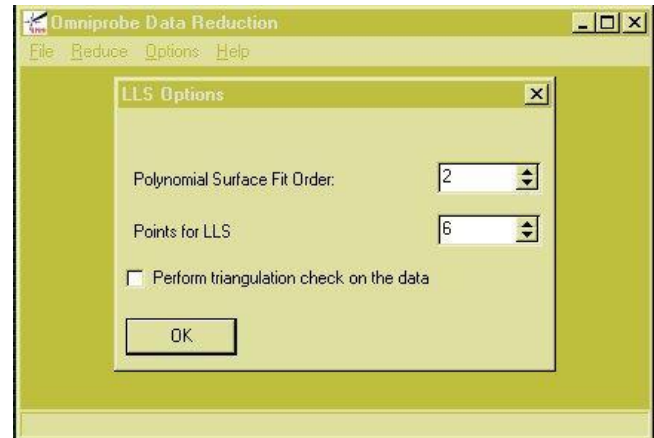 Omniprobe Data Reduction
File Reduce Options Help
LLS Options
Polynomial Surface Fit Order: 2
Points for LLS 6
Perform triangulation check on the data
OK